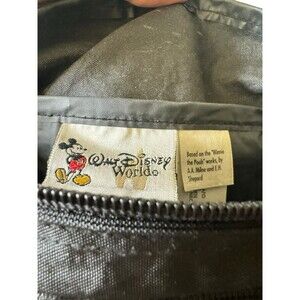 Walt Disney
World®
Based on the "Winnie
the Pooh" works, by
A.A. Milne and E.H.
Shepard